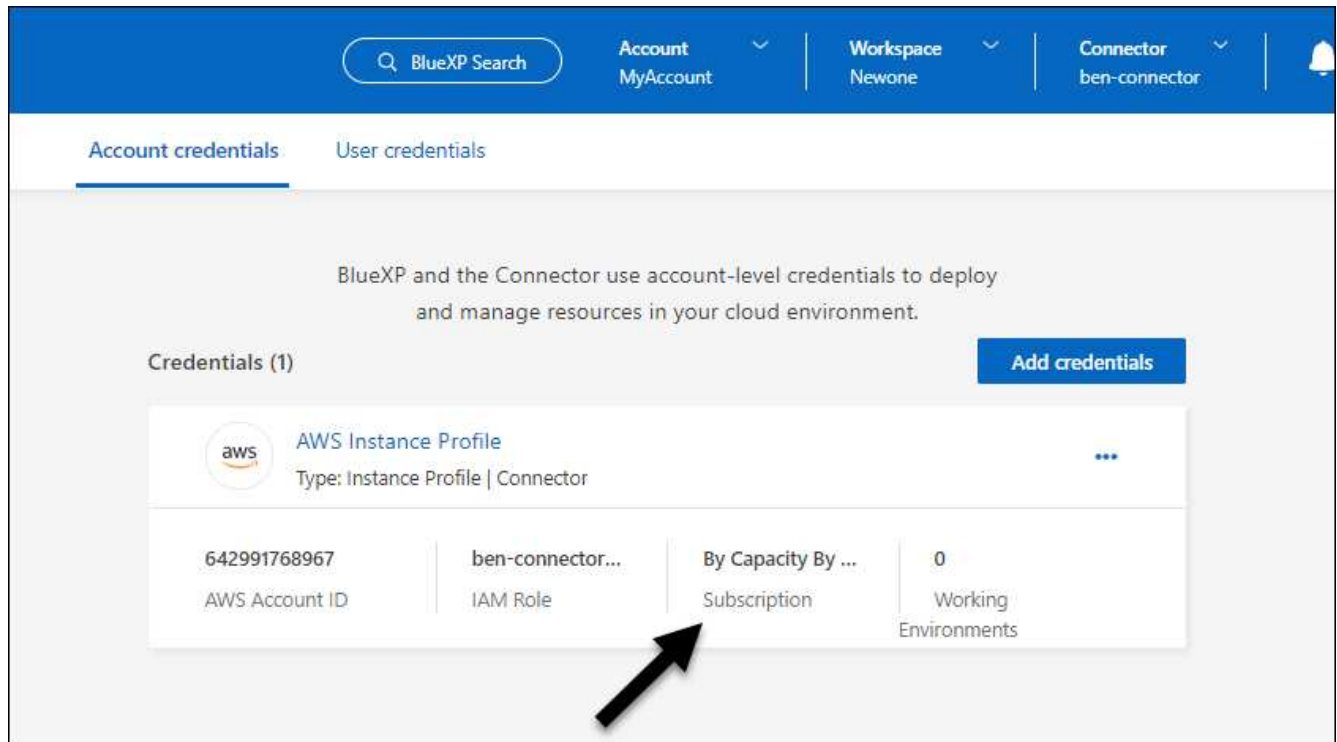 BlueXP Search
Account
MyAccount
Workspace
Newone
Connector
ben-connector
Account credentials
User credentials
BlueXP and the Connector use account-level credentials to deploy
and manage resources in your cloud environment.
Credentials (1)
Add credentials
aws
AWS Instance Profile
Type: Instance Profile | Connector
642991768967
AWS Account ID
ben-connector...
IAM Role
By Capacity By ...
Subscription
0
Working
Environments